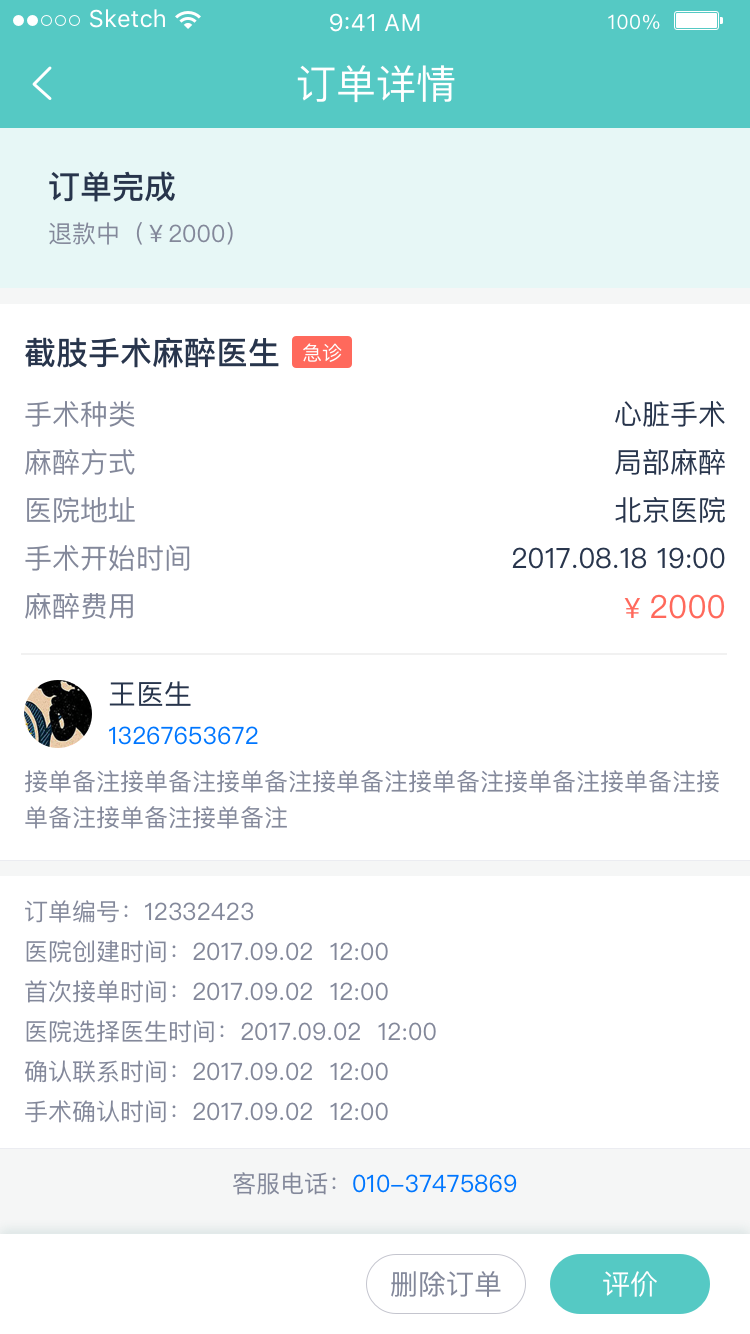 Sketch 9:41 AM 100%
订单详情
订单完成
退款中（¥2000）
截肢手术麻醉医生 急诊
手术种类 心脏手术
麻醉方式 局部麻醉
医院地址 北京医院
手术开始时间 2017.08.18 19:00
麻醉费用 ¥ 2000
王医生
13267653672
接单备注接单备注接单备注接单备注接单备注接单备注接单备注接
单备注接单备注接单备注
订单编号：12332423
医院创建时间：2017.09.02 12:00
首次接单时间：2017.09.02 12:00
医院选择医生时间：2017.09.02 12:00
确认联系时间：2017.09.02 12:00
手术确认时间：2017.09.02 12:00
客服电话：010-37475869
删除订单 评价